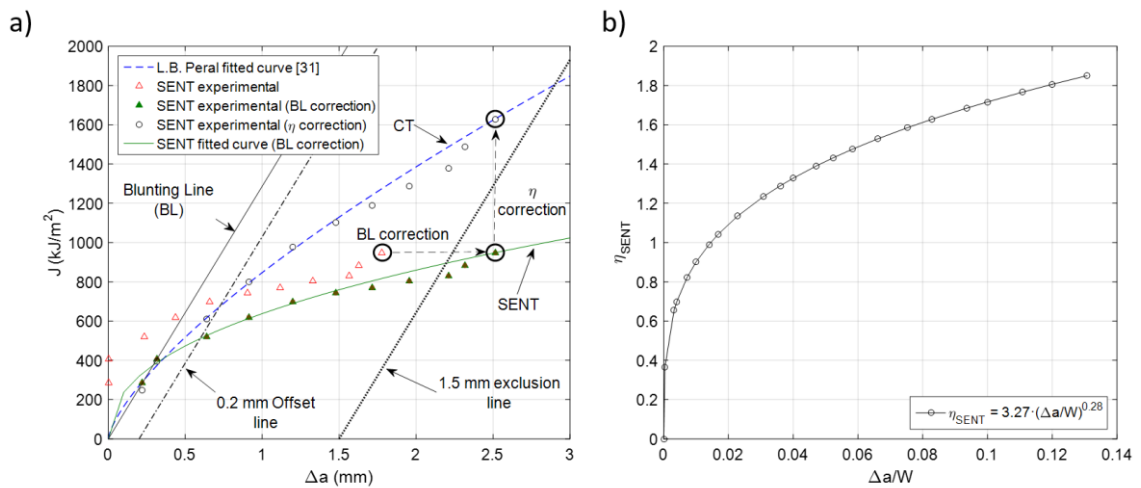 a)
2000
1800
1600
1400
1200
1000
800
600
400
200
0
J (kJ/m²)
L.B. Peral fitted curve [31]
SENT experimental
SENT experimental (BL correction)
SENT experimental (η correction)
SENT fitted curve (BL correction)
CT
Blunting Line
(BL)
η
correction
BL correction
SENT
0.2 mm Offset
line
1.5 mm exclusion
line
0 0.5 1 1.5 2 2.5 3
Δa (mm)
b)
2
1.8
1.6
1.4
1.2
1
0.8
0.6
0.4
0.2
0
η_SENT
η_SENT = 3.27·(Δa/W)^0.28
0 0.02 0.04 0.06 0.08 0.1 0.12 0.14
Δa/W